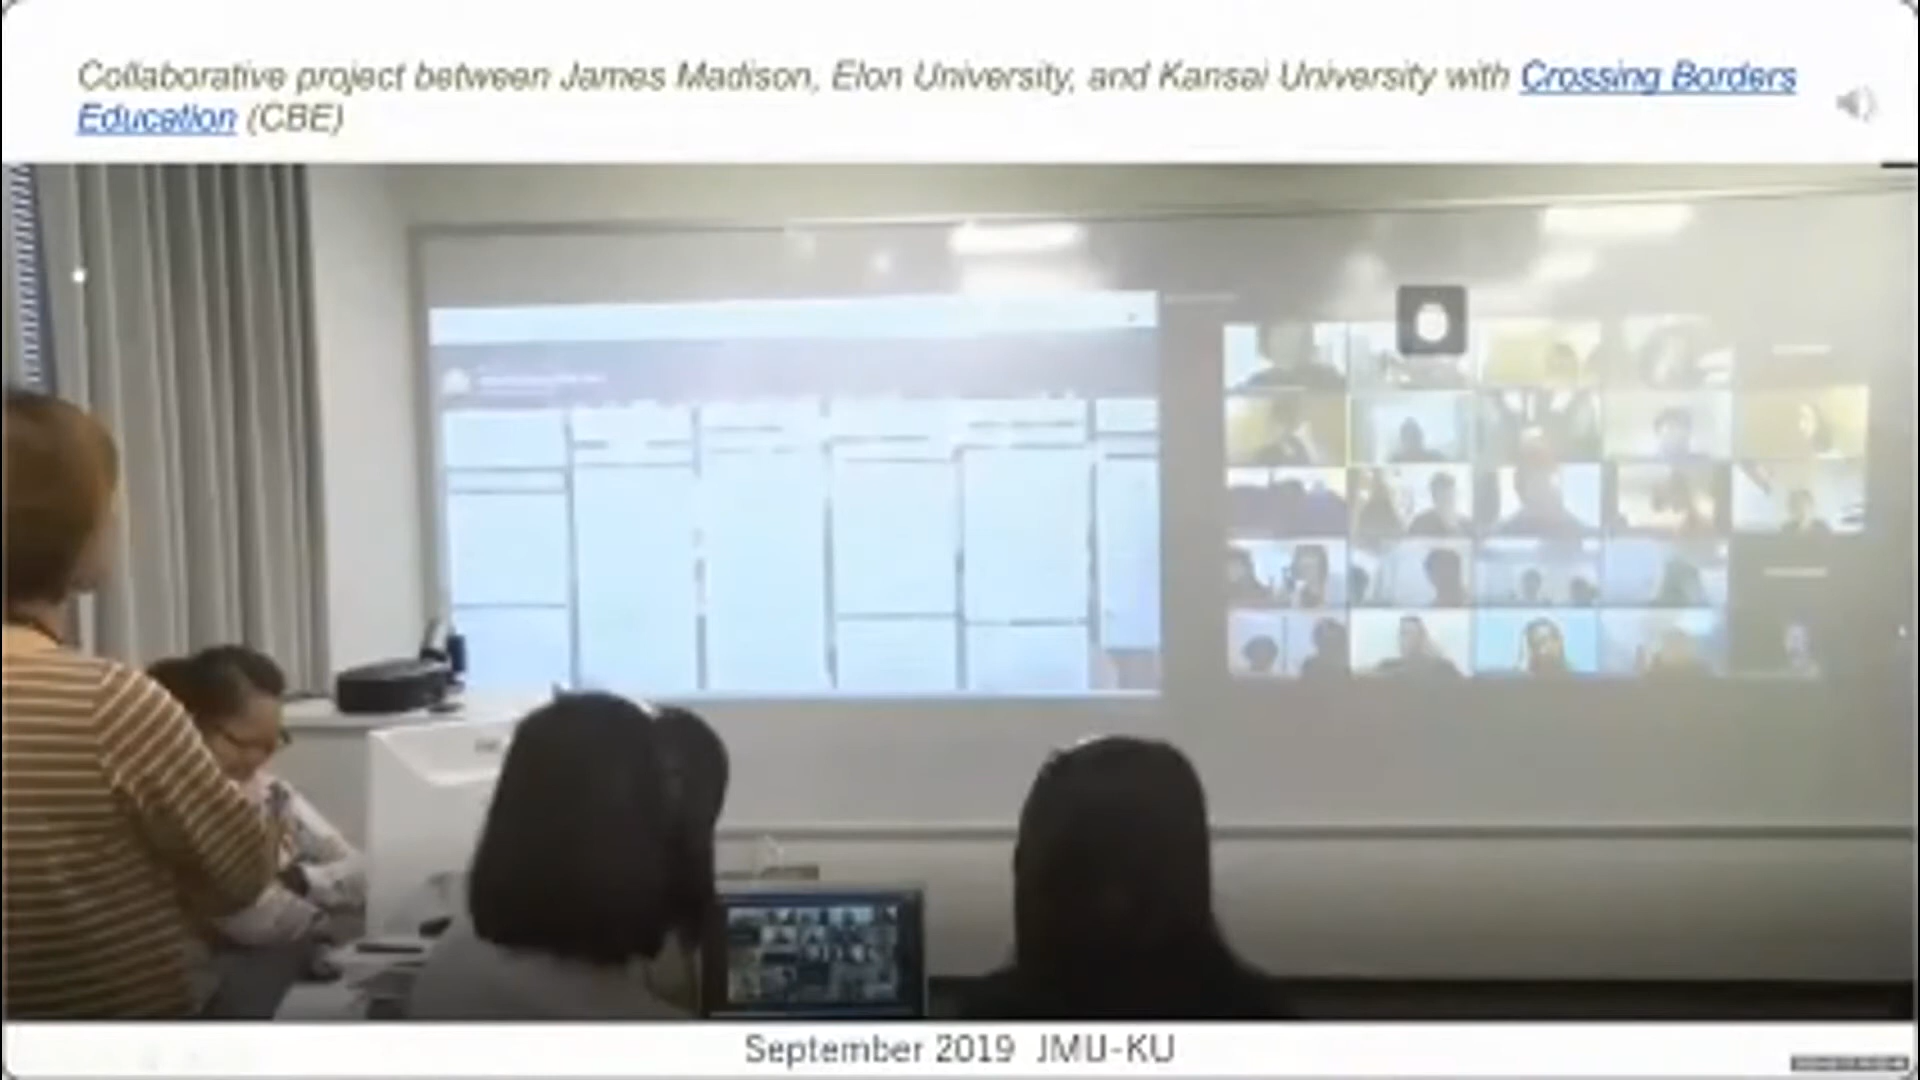 Collaborative project between James Madison, Elon University, and Kansai University with Crossing Borders
Education (CBE)
September 2019 JMU-KU